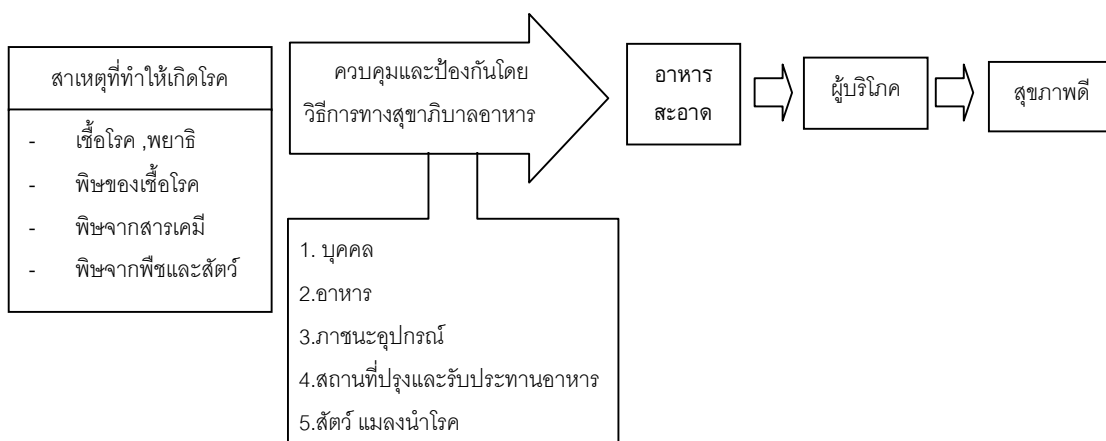 สาเหตุที่ทำให้เกิดโรค
- เชื้อโรค ,พยาธิ
- พิษของเชื้อโรค
- พิษจากสารเคมี
- พิษจากพืชและสัตว์
ควบคุมและป้องกันโดย
วิธีการทางสุขาภิบาลอาหาร
1. บุคคล
2.อาหาร
3.ภาชนะอุปกรณ์
4.สถานที่ปรุงและรับประทานอาหาร
5.สัตว์ แมลงนำโรค
อาหาร
สะอาด
ผู้บริโภค
สุขภาพดี